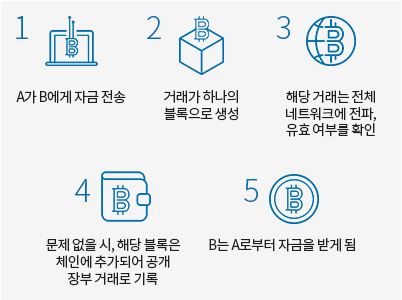 1
2
3
A가 B에게 자금 전송
거래가 하나의
블록으로 생성
해당 거래는 전체
네트워크에 전파,
유효 여부를 확인
4
5
문제 없을 시, 해당 블록은
체인에 추가되어 공개
장부 거래로 기록
B는 A로부터 자금을 받게 됨